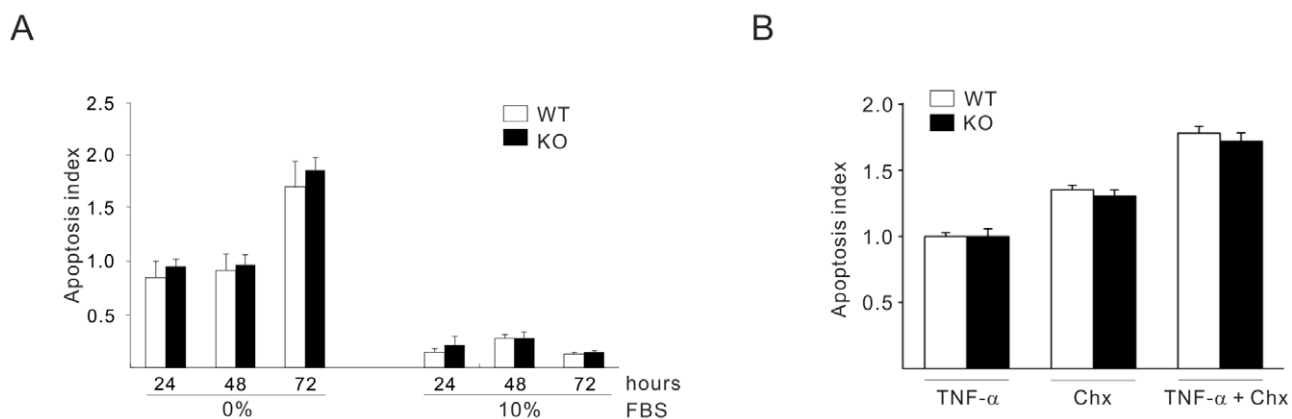 A
Apoptosis index
2.5
2.0
1.5
1.0
0.5
WT
KO
24 48 72 24 48 72 hours
0% 10% FBS
B
Apoptosis index
2.0
1.5
1.0
0.5
WT
KO
TNF-α Chx TNF-α + Chx